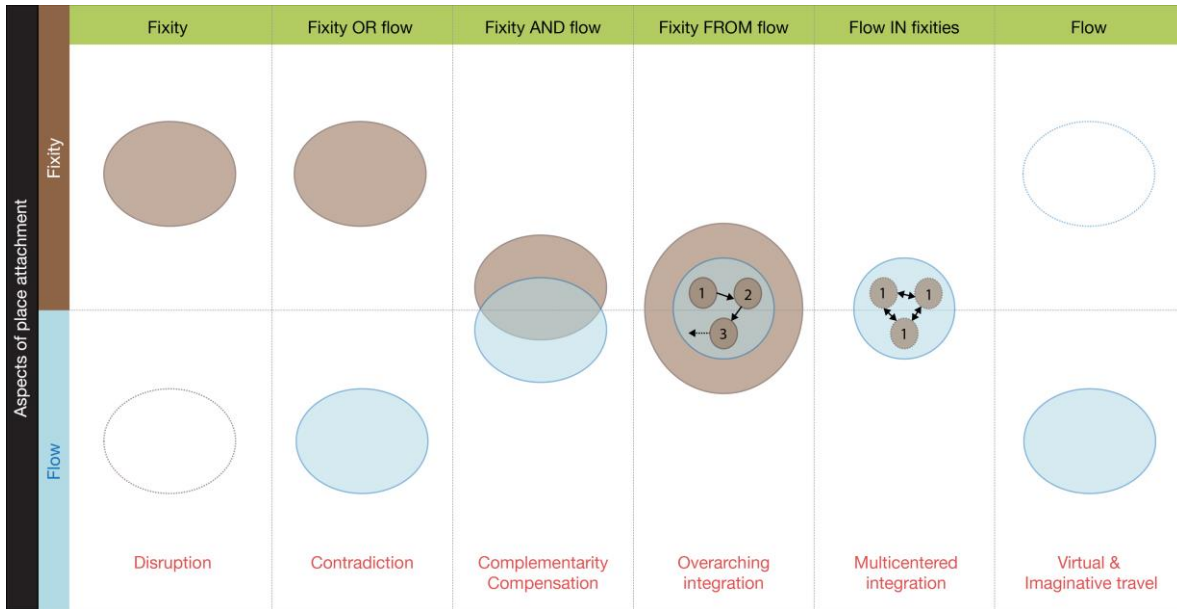 Fixity
Fixity OR flow
Fixity AND flow
Fixity FROM flow
Flow IN fixities
Flow
Aspects of place attachment
Fixity
Flow
1
2
3
1
1
1
Disruption
Contradiction
Complementarity
Compensation
Overarching
integration
Multicentered
integration
Virtual &
Imaginative travel